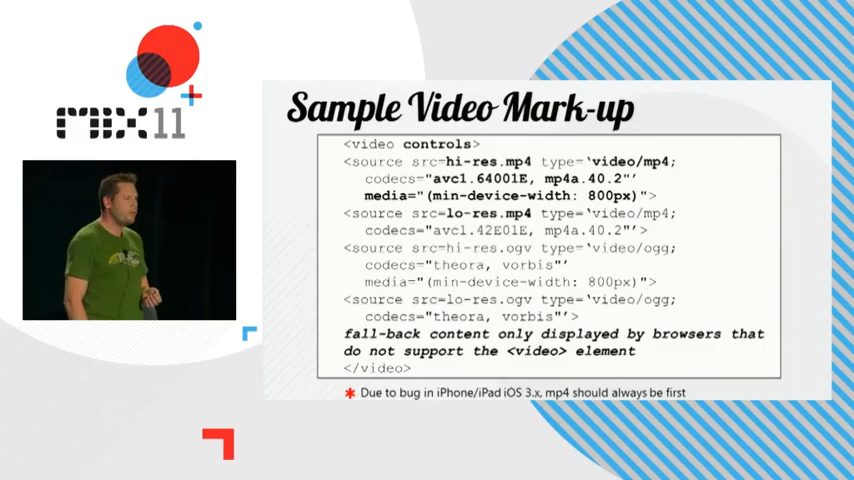 mix11
Sample Video Mark-up
<video controls>
<source src=hi-res.mp4 type='video/mp4;
codecs="avc1.64001E, mp4a.40.2"'
media="(min-device-width: 800px)">
<source src=lo-res.mp4 type='video/mp4;
codecs="avc1.42E01E, mp4a.40.2"'>
<source src=hi-res.ogv type='video/ogg;
codecs="theora, vorbis"'
media="(min-device-width: 800px)">
<source src=lo-res.ogv type='video/ogg;
codecs="theora, vorbis"'>
fall-back content only displayed by browsers that
do not support the <video> element
</video>
* Due to bug in iPhone/iPad iOS 3.x, mp4 should always be first